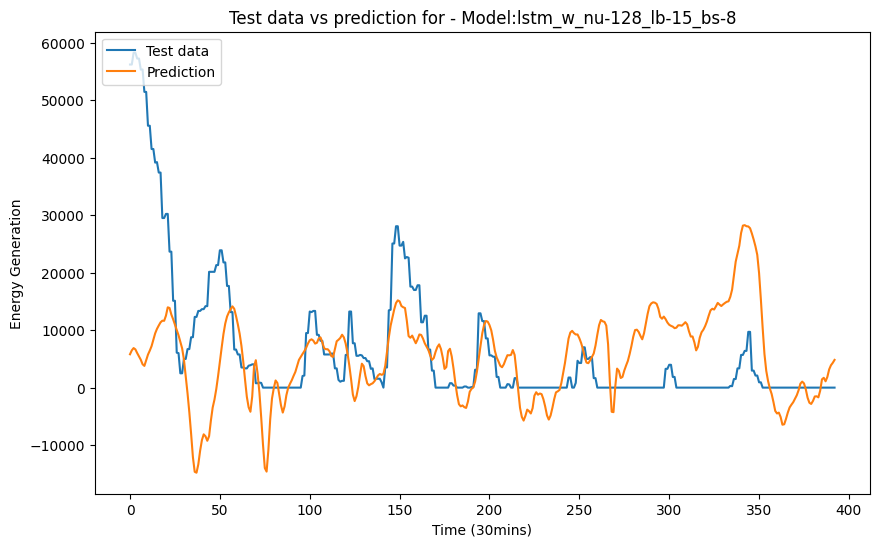 Test data vs prediction for - Model:lstm_w_nu-128_lb-15_bs-8
Test data
Prediction
60000
50000
40000
30000
20000
10000
0
−10000
Energy Generation
0 50 100 150 200 250 300 350 400
Time (30mins)